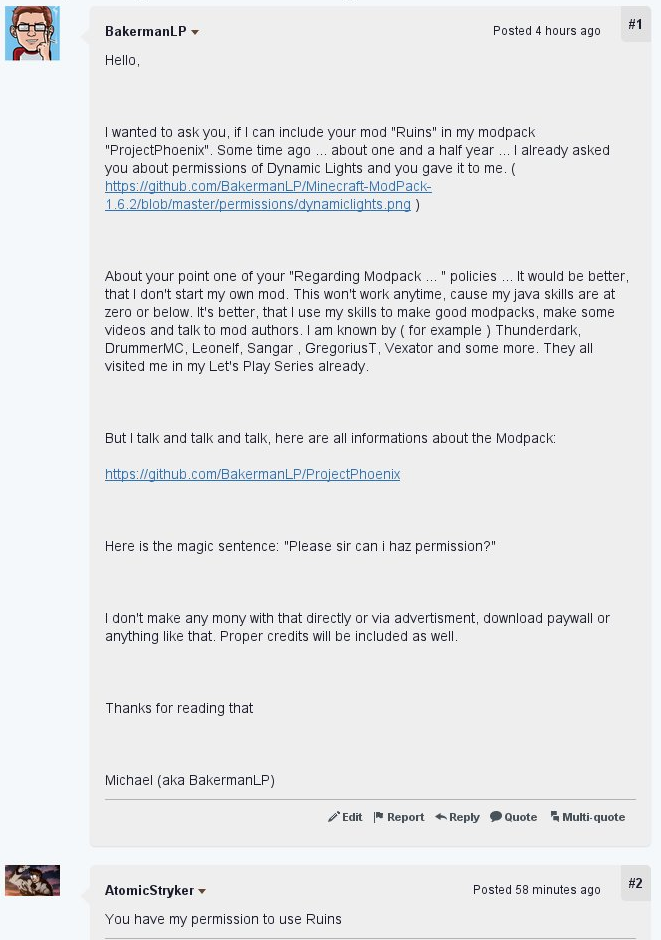 BakermanLP
Posted 4 hours ago
#1
Hello,
I wanted to ask you, if I can include your mod "Ruins" in my modpack
"ProjectPhoenix". Some time ago ... about one and a half year ... I already asked
you about permissions of Dynamic Lights and you gave it to me. (
https://github.com/BakermanLP/Minecraft-ModPack-
1.6.2/blob/master/permissions/dynamiclights.png )
About your point one of your "Regarding Modpack ... " policies ... It would be better,
that I don't start my own mod. This won't work anytime, cause my java skills are at
zero or below. It's better, that I use my skills to make good modpacks, make some
videos and talk to mod authors. I am known by ( for example ) Thunderdark,
DrummerMC, Leonelf, Sangar , GregoriusT, Vexator and some more. They all
visited me in my Let's Play Series already.
But I talk and talk and talk, here are all informations about the Modpack:
https://github.com/BakermanLP/ProjectPhoenix
Here is the magic sentence: "Please sir can i haz permission?"
I don't make any mony with that directly or via advertisment, download paywall or
anything like that. Proper credits will be included as well.
Thanks for reading that
Michael (aka BakermanLP)
Edit Report Reply Quote Multi-quote
AtomicStryker
Posted 58 minutes ago
#2
You have my permission to use Ruins